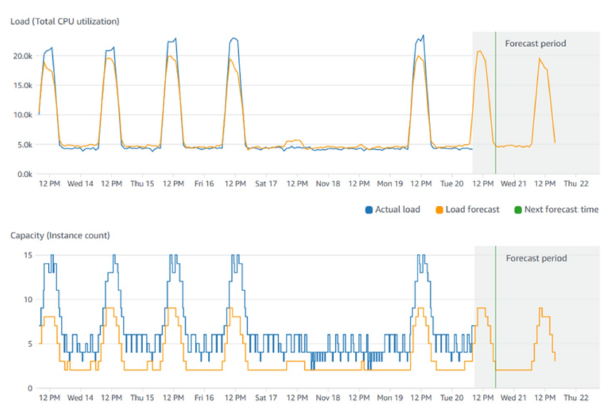 Load (Total CPU utilization)
Forecast period
20.0k
15.0k
10.0k
5.0k
0.0k
12 PM Wed 14 12 PM Thu 15 12 PM Fri 16 12 PM Sat 17 12 PM Nov 18 12 PM Mon 19 12 PM Tue 20 12 PM Wed 21 12 PM Thu 22
Actual load Load forecast Next forecast time
Capacity (Instance count)
Forecast period
15
10
5
0
12 PM Wed 14 12 PM Thu 15 12 PM Fri 16 12 PM Sat 17 12 PM Nov 18 12 PM Mon 19 12 PM Tue 20 12 PM Wed 21 12 PM Thu 22